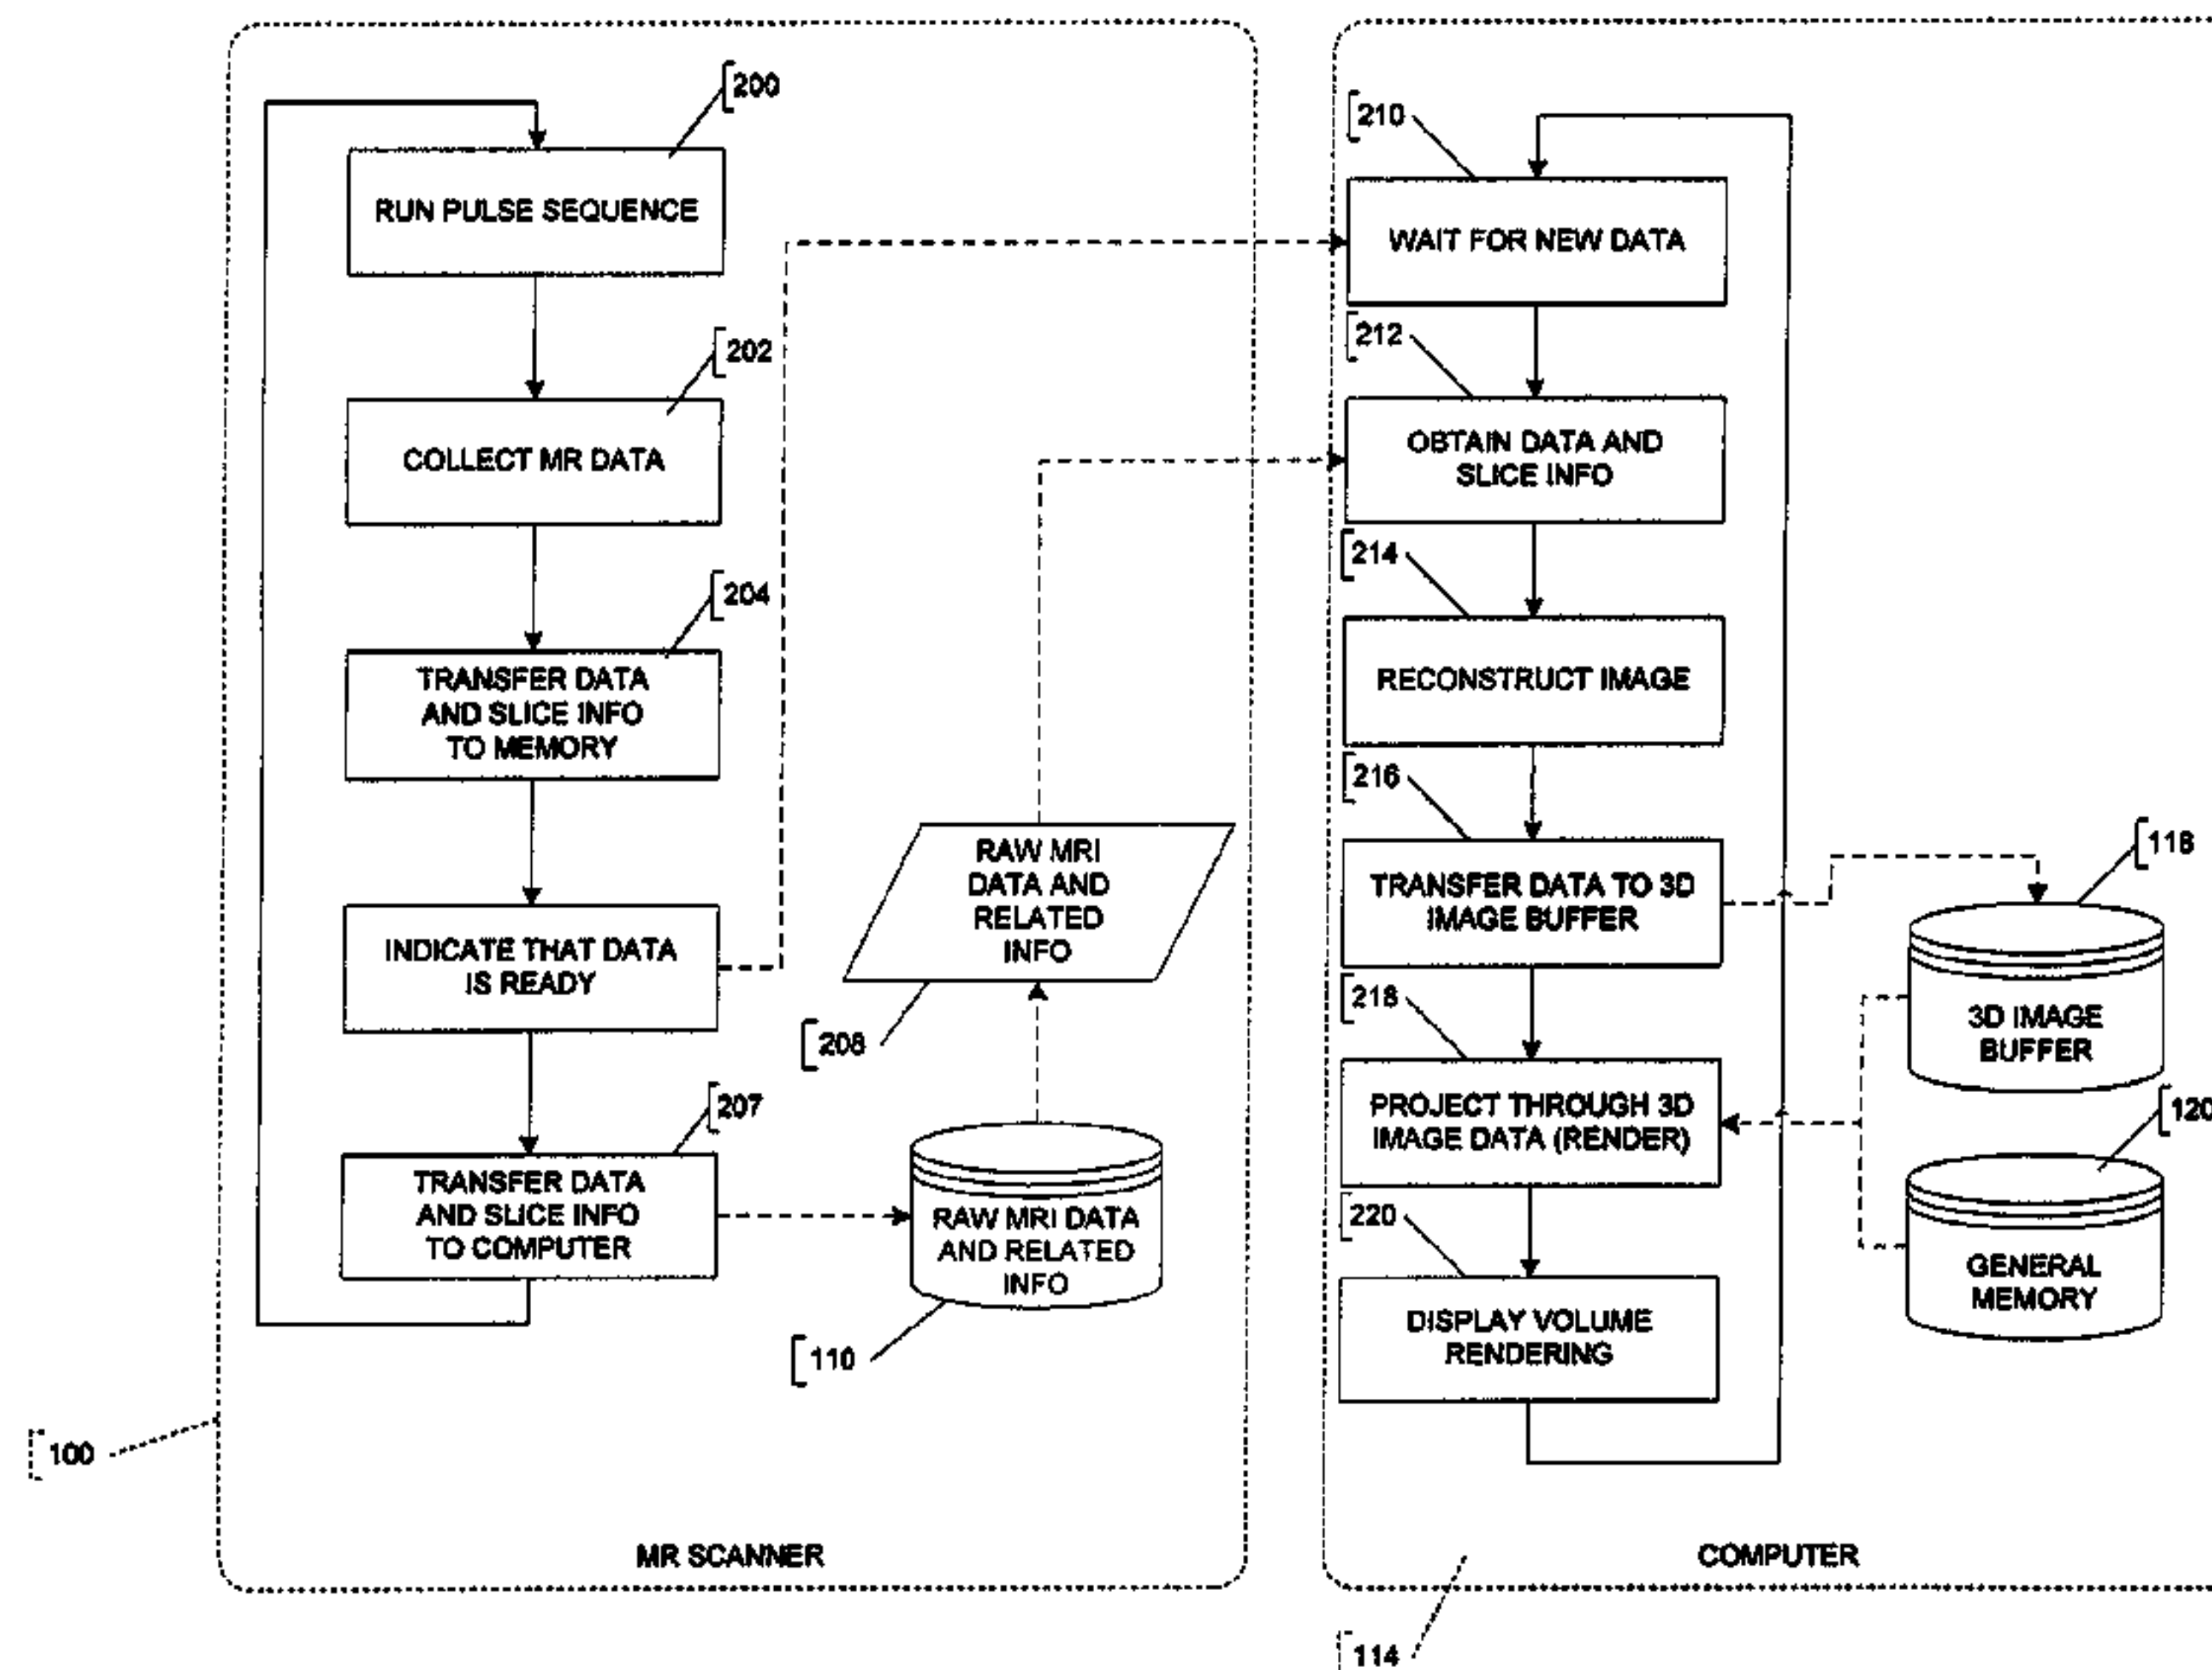 200
RUN PULSE SEQUENCE
202
COLLECT MR DATA
204
TRANSFER DATA
AND SLICE INFO
TO MEMORY
INDICATE THAT DATA
IS READY
207
TRANSFER DATA
AND SLICE INFO
TO COMPUTER
RAW MRI
DATA AND
RELATED
INFO
208
RAW MRI DATA
AND RELATED
INFO
110
100
MR SCANNER
210
WAIT FOR NEW DATA
212
OBTAIN DATA AND
SLICE INFO
214
RECONSTRUCT IMAGE
216
TRANSFER DATA TO 3D
IMAGE BUFFER
118
3D IMAGE
BUFFER
218
PROJECT THROUGH 3D
IMAGE DATA (RENDER)
120
GENERAL
MEMORY
220
DISPLAY VOLUME
RENDERING
COMPUTER
114